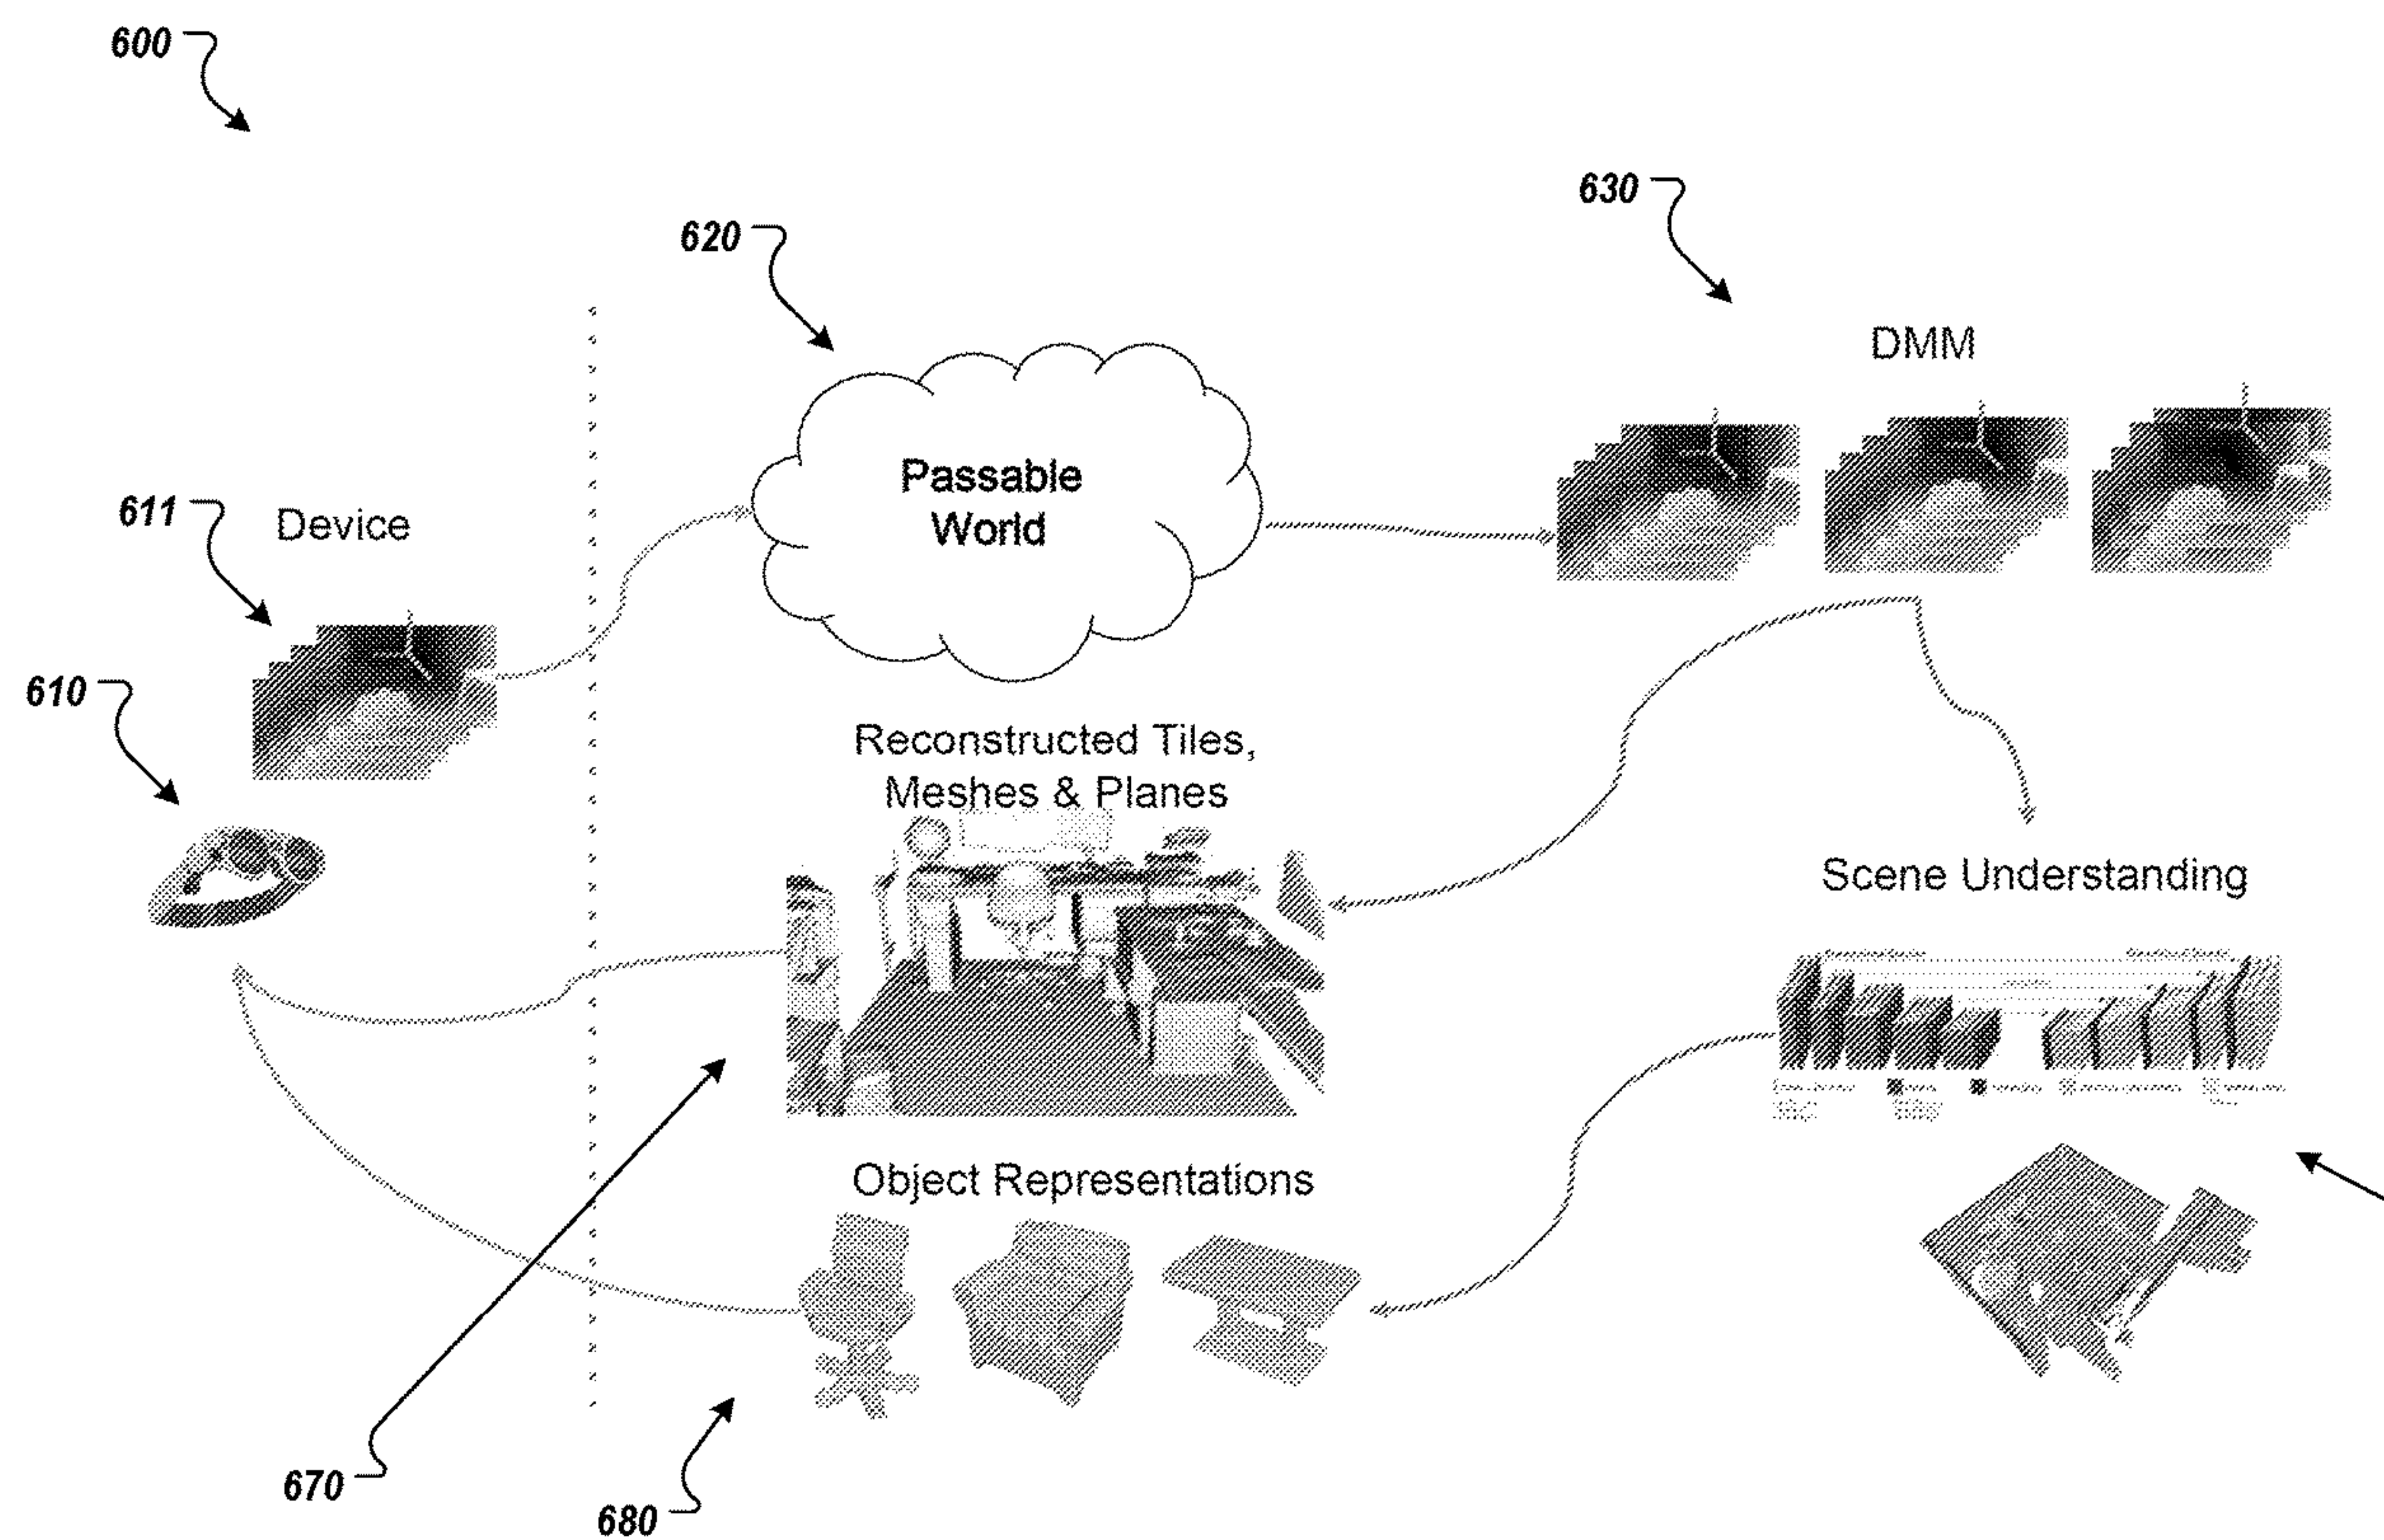 600
630
620
DMM
Passable
World
611
Device
610
Reconstructed Tiles,
Meshes & Planes
Scene Understanding
Object Representations
670
680